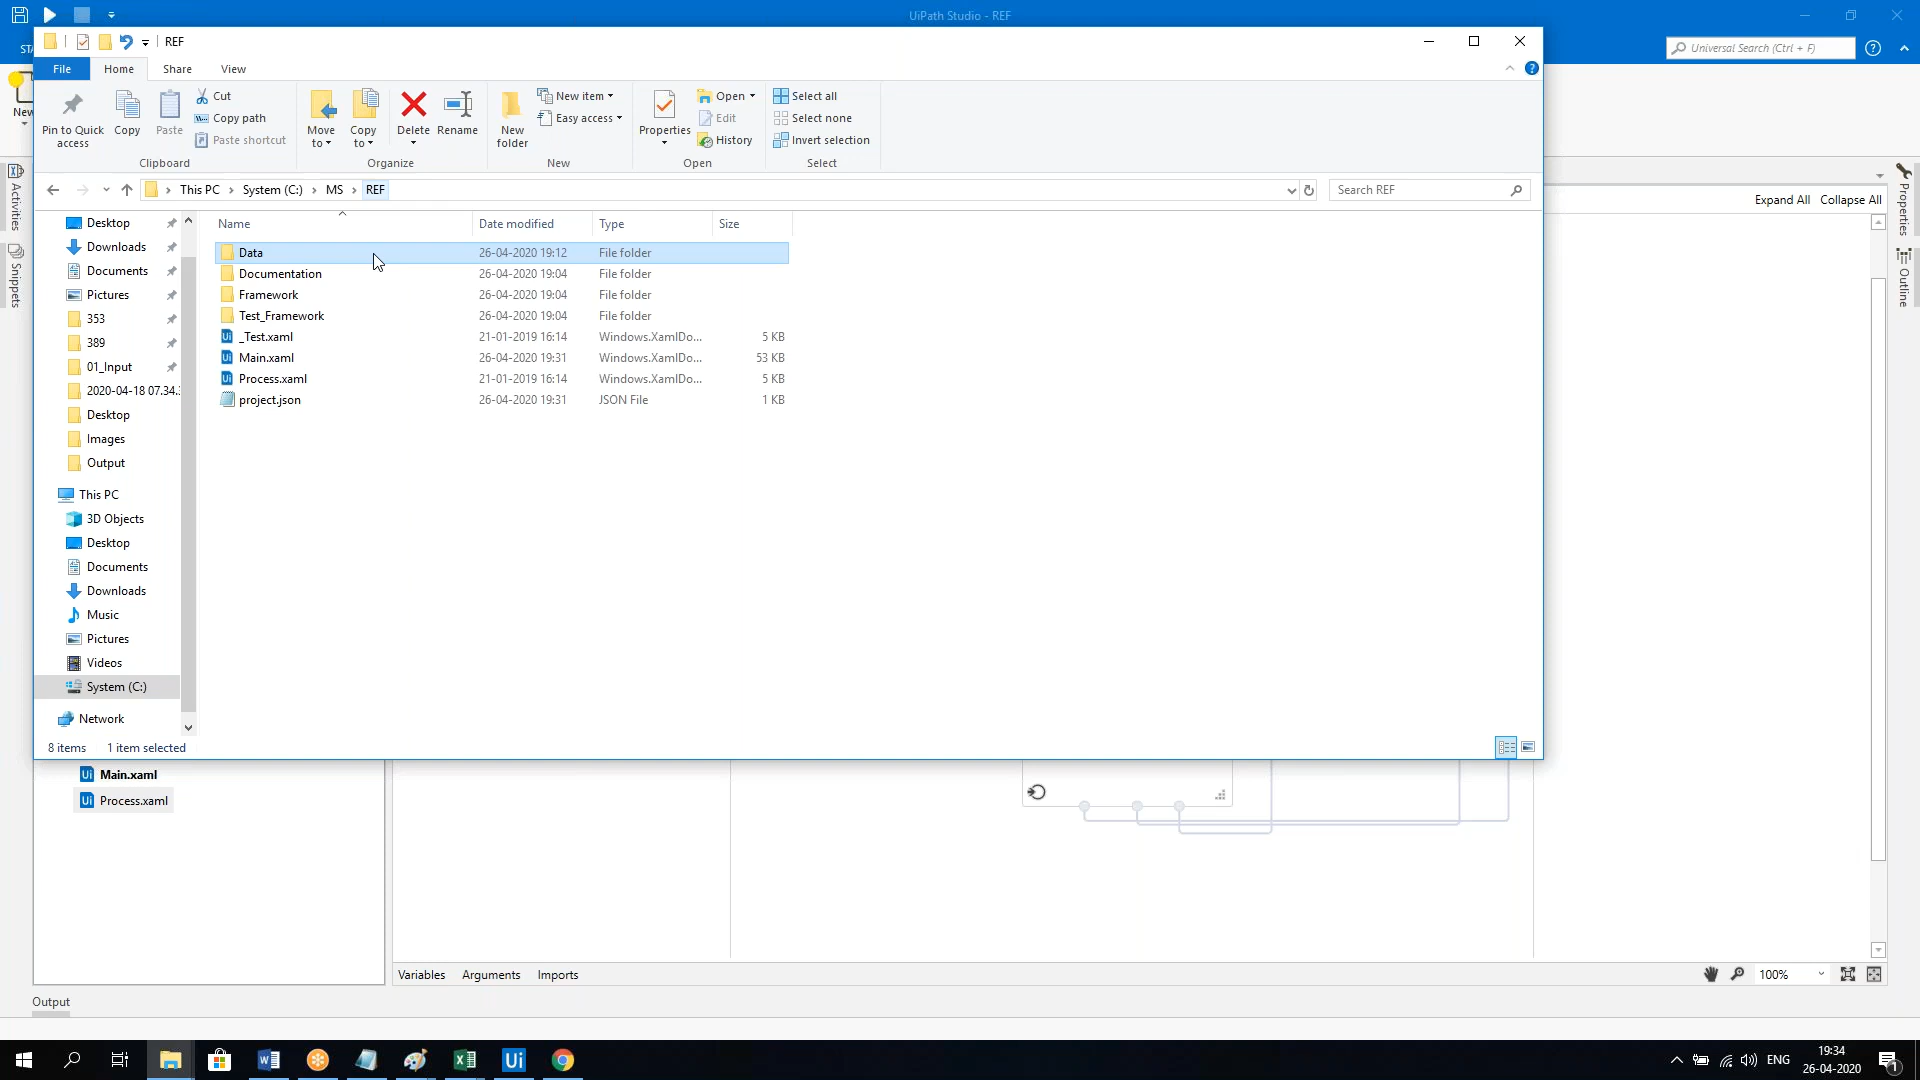 UiPath Studio - REF
STA
REF
Universal Search (Ctrl + F)
File
Home
Share
View
New
Pin to Quick access
Copy
Paste
Cut
Copy path
Paste shortcut
Clipboard
Move to
Copy to
Delete
Rename
Organize
New folder
New item
Easy access
New
Properties
Open
Edit
History
Open
Select all
Select none
Invert selection
Select
This PC
System (C:)
MS
REF
Search REF
Activities
Snippets
Properties
Outline
Expand All
Collapse All
Name
Date modified
Type
Size
Data 26-04-2020 19:12 File folder
Documentation 26-04-2020 19:04 File folder
Framework 26-04-2020 19:04 File folder
Test_Framework 26-04-2020 19:04 File folder
_Test.xaml 21-01-2019 16:14 Windows.XamlDo... 5 KB
Main.xaml 26-04-2020 19:31 Windows.XamlDo... 53 KB
Process.xaml 21-01-2019 16:14 Windows.XamlDo... 5 KB
project.json 26-04-2020 19:31 JSON File 1 KB
Desktop
Downloads
Documents
Pictures
353
389
01_Input
2020-04-18 07.34.
Desktop
Images
Output
This PC
3D Objects
Desktop
Documents
Downloads
Music
Pictures
Videos
System (C:)
Network
8 items
1 item selected
Main.xaml
Process.xaml
Variables
Arguments
Imports
100%
Output
ENG
19:34
26-04-2020
1